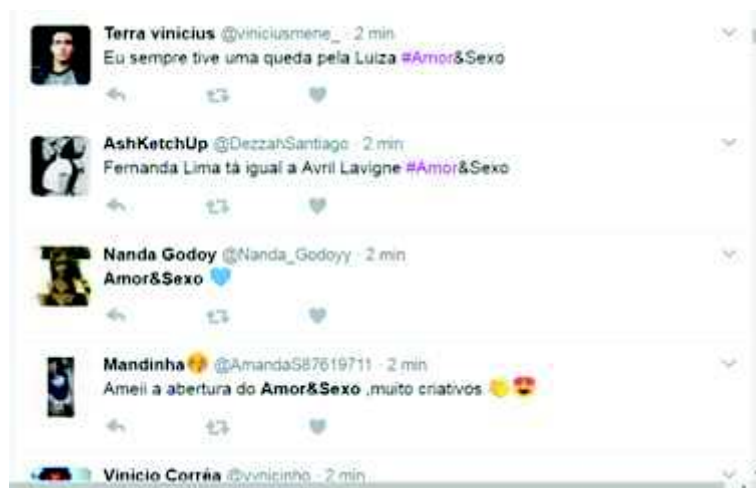 Terra vinicius @viniciusmene_ · 2 min
Eu sempre tive uma queda pela Luiza #Amor&Sexo
AshKetchUp @DezzahSantiago · 2 min
Fernanda Lima tá igual a Avril Lavigne #Amor&Sexo
Nanda Godoy @Nanda_Godoyy · 2 min
Amor&Sexo 💙
Mandinha @AmandaS87619711 · 2 min
Ameii a abertura do Amor&Sexo ,muito criativos 👏😍
Vinicio Corrêa @vvnicinho · 2 min